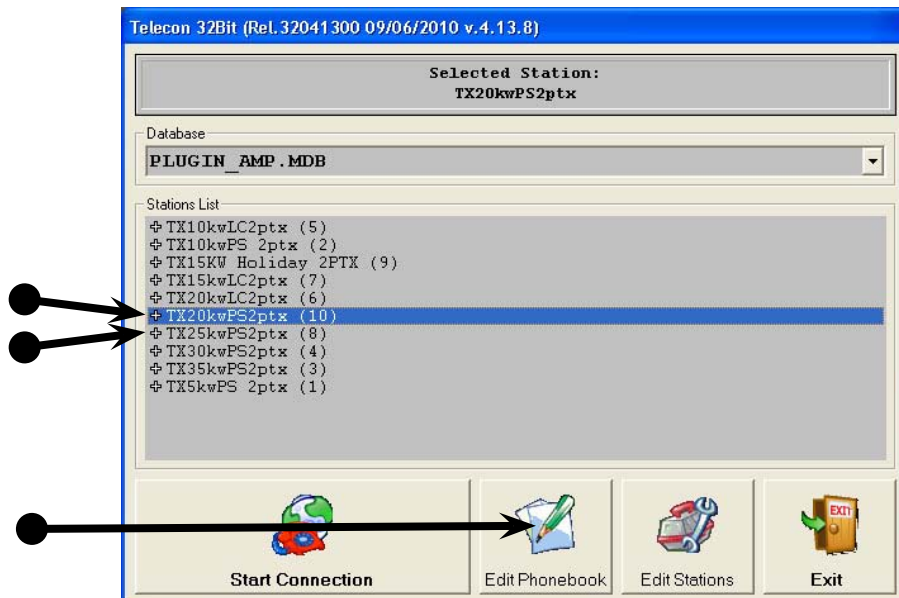 Telecon 32Bit (Rel.32041300 09/06/2010 v.4.13.8)
Selected Station:
TX20kwPS2ptx
Database
PLUGIN_AMP.MDB
Stations List
TX10kwLC2ptx (5)
TX10kwPS 2ptx (2)
TX15KW Holiday 2PTX (9)
TX15kwLC2ptx (7)
TX20kwLC2ptx (6)
TX20kwPS2ptx (10)
TX25kwPS2ptx (8)
TX30kwPS2ptx (4)
TX35kwPS2ptx (3)
TX5kwPS 2ptx (1)
EXIT
Start Connection Edit Phonebook Edit Stations Exit